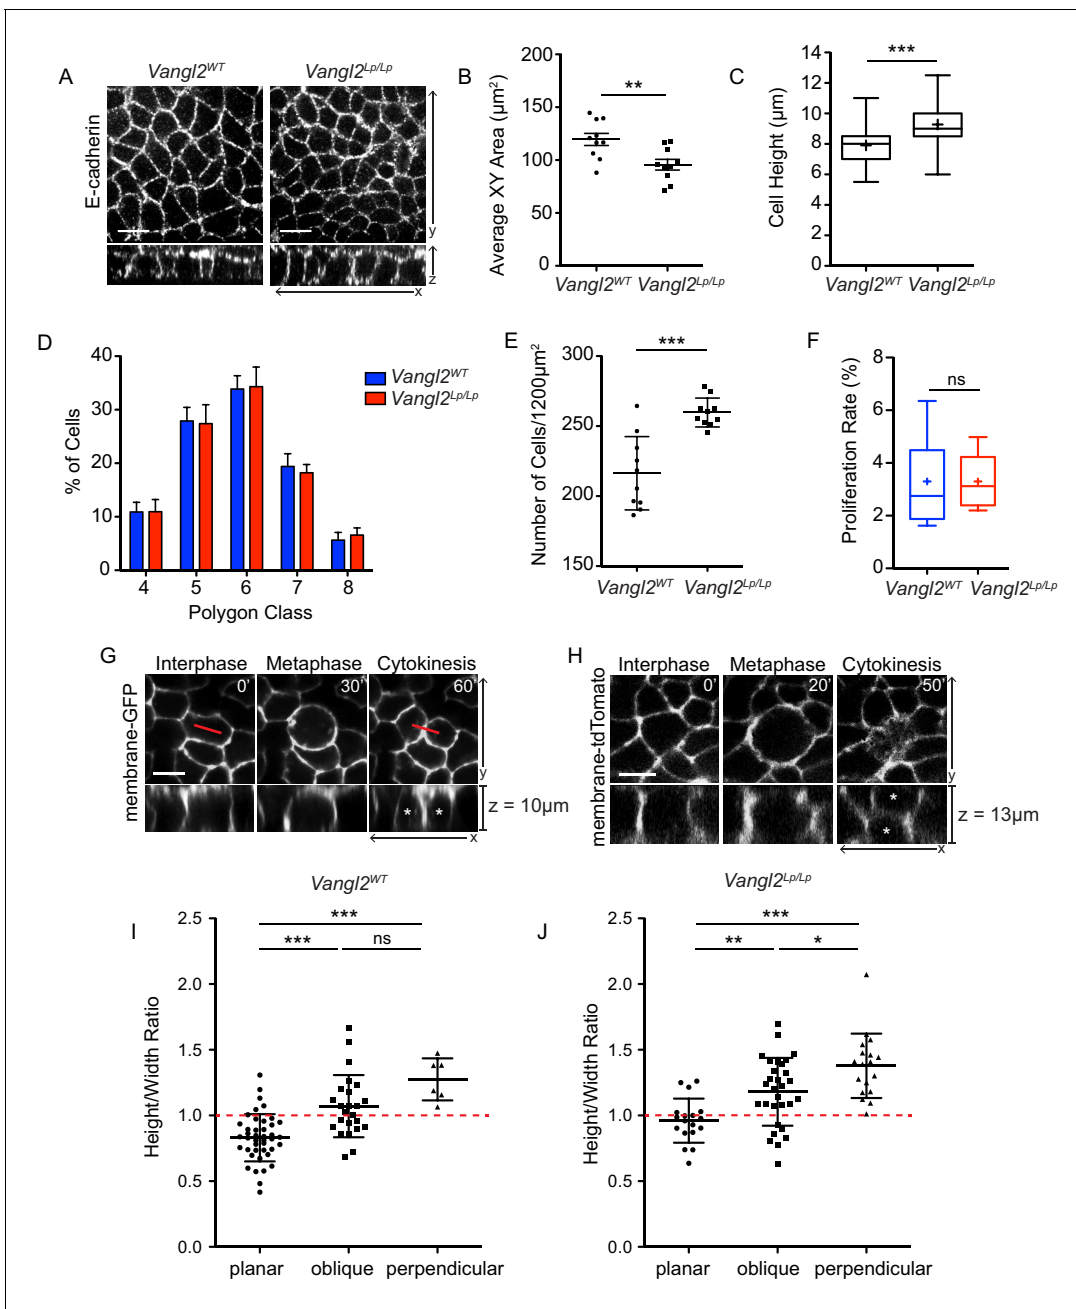 A
Vangl2WT
Vangl2Lp/Lp
E-cadherin
y
z
x
B
**
Average XY Area (µm²)
200
150
100
50
0
Vangl2WT
Vangl2Lp/Lp
C
***
Cell Height (µm)
14
12
10
8
6
4
2
0
Vangl2WT
Vangl2Lp/Lp
D
% of Cells
40
30
20
10
0
4 5 6 7 8
Polygon Class
Vangl2WT
Vangl2Lp/Lp
E
***
Number of Cells/1200µm²
300
250
200
150
Vangl2WT
Vangl2Lp/Lp
F
ns
Proliferation Rate (%)
8
6
4
2
0
Vangl2WT
Vangl2Lp/Lp
G
Interphase Metaphase Cytokinesis
0' 30' 60'
membrane-GFP
y
* *
z = 10µm
x
Vangl2WT
H
Interphase Metaphase Cytokinesis
0' 20' 50'
membrane-tdTomato
y
*
*
z = 13µm
x
Vangl2Lp/Lp
I
***
*** ns
Height/Width Ratio
2.5
2.0
1.5
1.0
0.5
0.0
planar oblique perpendicular
J
***
** *
Height/Width Ratio
2.5
2.0
1.5
1.0
0.5
0.0
planar oblique perpendicular